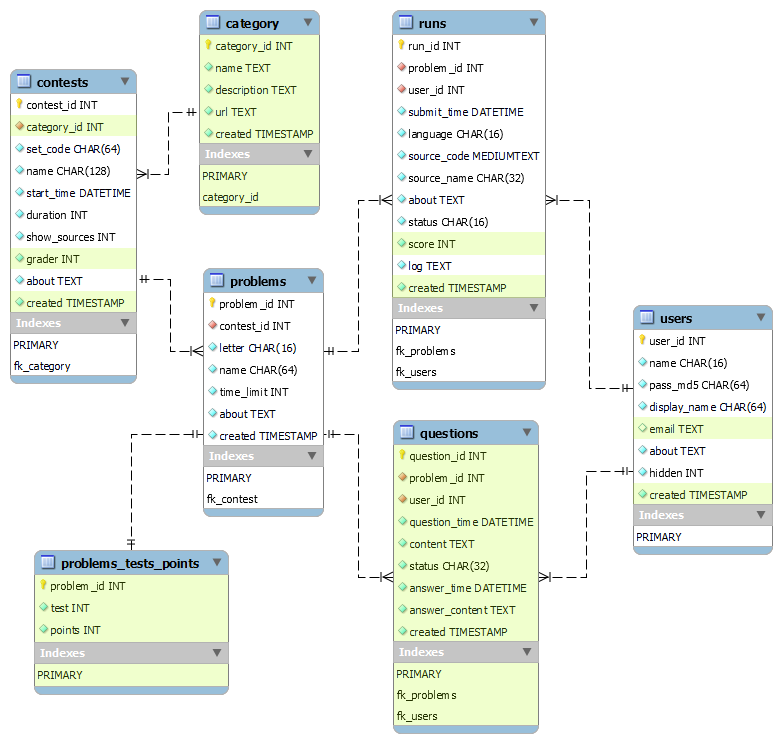 category
category_id INT
name TEXT
description TEXT
url TEXT
created TIMESTAMP
Indexes
PRIMARY
category_id
contests
contest_id INT
category_id INT
set_code CHAR(64)
name CHAR(128)
start_time DATETIME
duration INT
show_sources INT
grader INT
about TEXT
created TIMESTAMP
Indexes
PRIMARY
fk_category
runs
run_id INT
problem_id INT
user_id INT
submit_time DATETIME
language CHAR(16)
source_code MEDIUMTEXT
source_name CHAR(32)
about TEXT
status CHAR(16)
score INT
log TEXT
created TIMESTAMP
Indexes
PRIMARY
fk_problems
fk_users
problems
problem_id INT
contest_id INT
letter CHAR(16)
name CHAR(64)
time_limit INT
about TEXT
created TIMESTAMP
Indexes
PRIMARY
fk_contest
users
user_id INT
name CHAR(16)
pass_md5 CHAR(64)
display_name CHAR(64)
email TEXT
about TEXT
hidden INT
created TIMESTAMP
Indexes
PRIMARY
questions
question_id INT
problem_id INT
user_id INT
question_time DATETIME
content TEXT
status CHAR(32)
answer_time DATETIME
answer_content TEXT
created TIMESTAMP
Indexes
PRIMARY
fk_problems
fk_users
problems_tests_points
problem_id INT
test INT
points INT
Indexes
PRIMARY